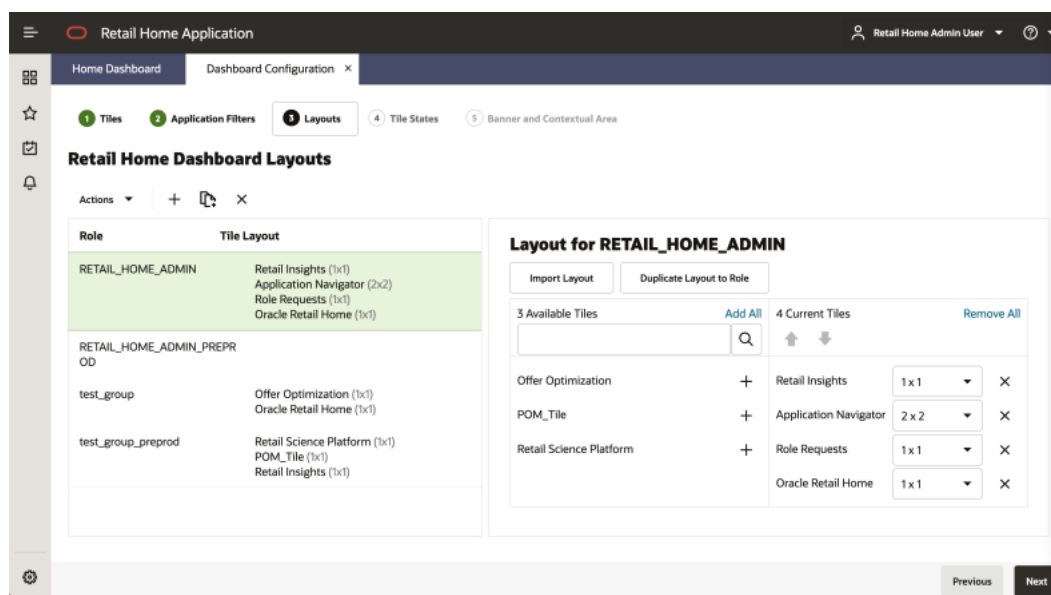 Retail Home Application
Retail Home Admin User
Home Dashboard
Dashboard Configuration
1 Tiles
2 Application Filters
3 Layouts
4 Tile States
5 Banner and Contextual Area
Retail Home Dashboard Layouts
Actions
Role Tile Layout
RETAIL_HOME_ADMIN
Retail Insights (1x1)
Application Navigator (2x2)
Role Requests (1x1)
Oracle Retail Home (1x1)
RETAIL_HOME_ADMIN_PREPR
OD
test_group
Offer Optimization (1x1)
Oracle Retail Home (1x1)
test_group_preprod
Retail Science Platform (1x1)
POM_Tile (1x1)
Retail Insights (1x1)
Layout for RETAIL_HOME_ADMIN
Import Layout
Duplicate Layout to Role
3 Available Tiles Add All
Offer Optimization
POM_Tile
Retail Science Platform
4 Current Tiles Remove All
Retail Insights 1 x 1
Application Navigator 2 x 2
Role Requests 1 x 1
Oracle Retail Home 1 x 1
Previous
Next